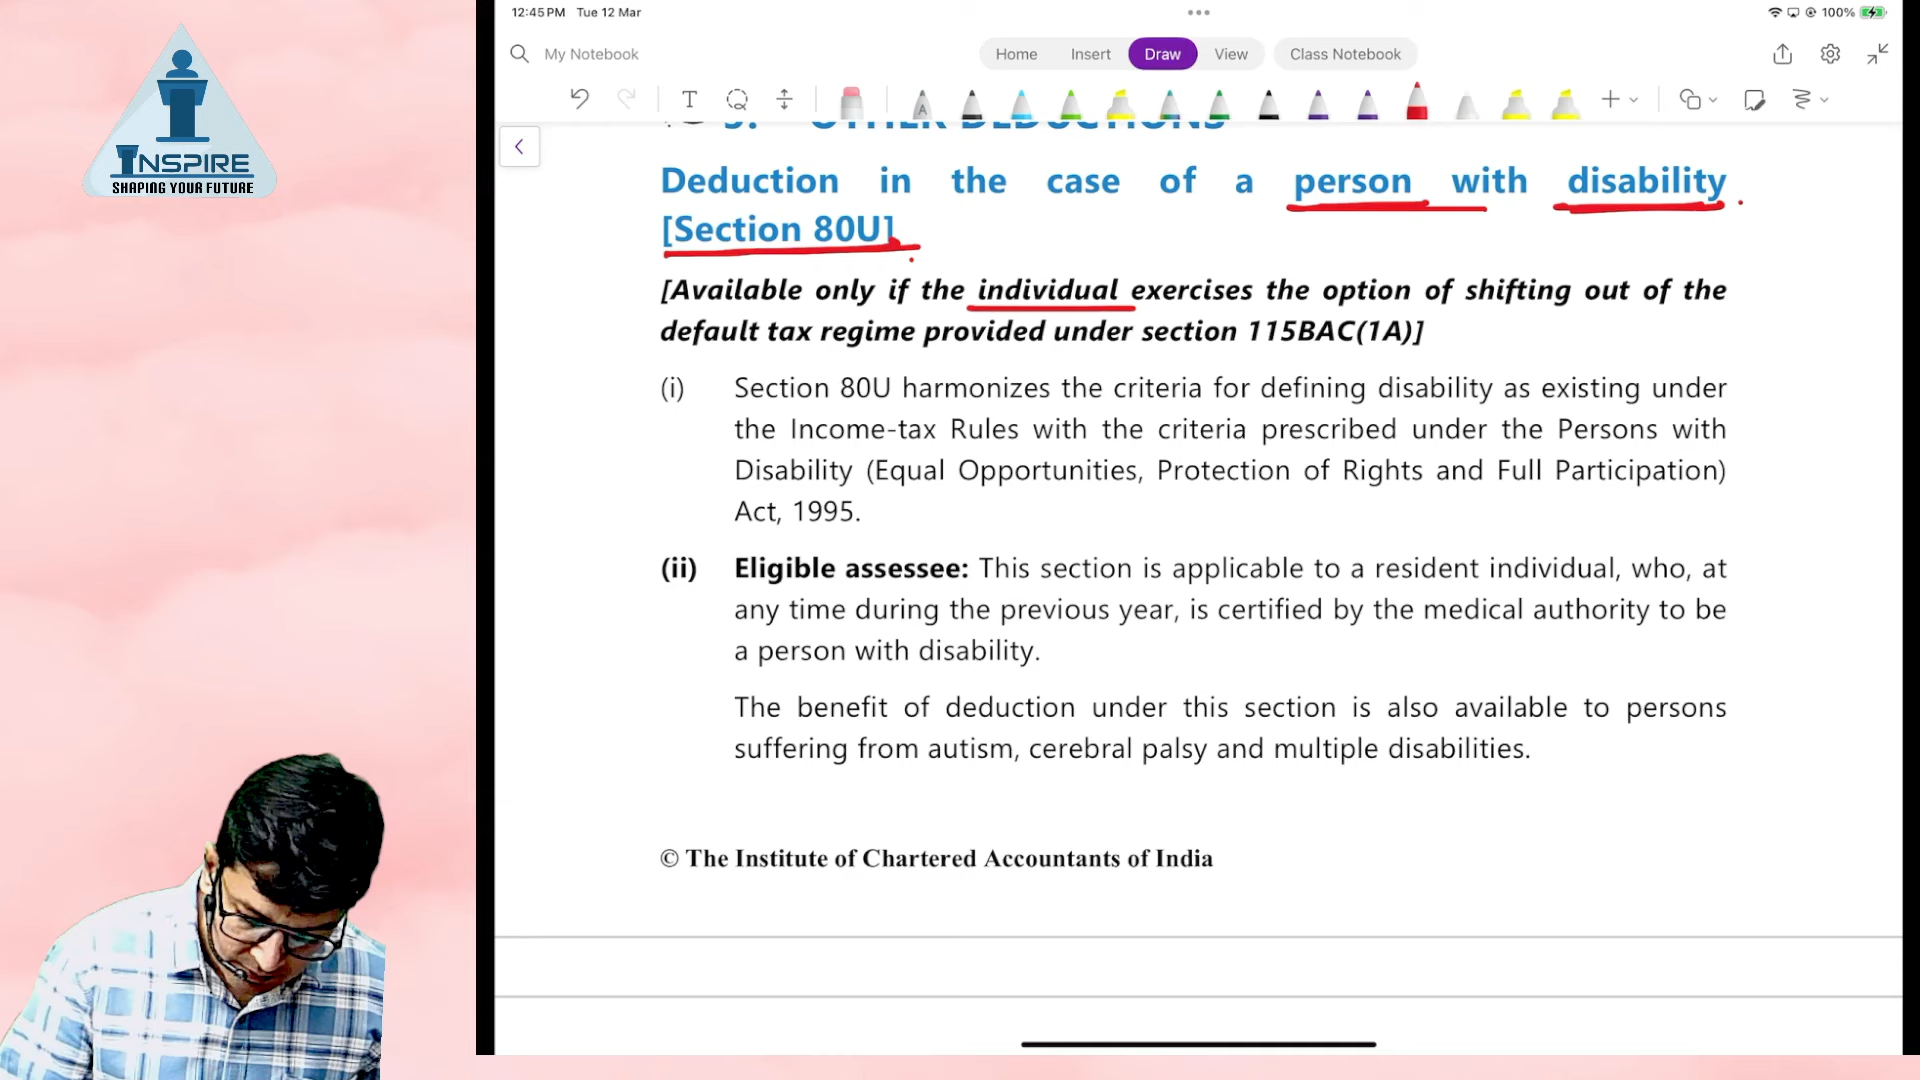 INSPIRE
SHAPING YOUR FUTURE
12:45 PM Tue 12 Mar
100%
My Notebook
Home Insert Draw View Class Notebook
T
A
OTHER DEDUCTIONS
Deduction in the case of a person with disability
[Section 80U]
[Available only if the individual exercises the option of shifting out of the
default tax regime provided under section 115BAC(1A)]
(i) Section 80U harmonizes the criteria for defining disability as existing under
the Income-tax Rules with the criteria prescribed under the Persons with
Disability (Equal Opportunities, Protection of Rights and Full Participation)
Act, 1995.
(ii) Eligible assessee: This section is applicable to a resident individual, who, at
any time during the previous year, is certified by the medical authority to be
a person with disability.
The benefit of deduction under this section is also available to persons
suffering from autism, cerebral palsy and multiple disabilities.
© The Institute of Chartered Accountants of India